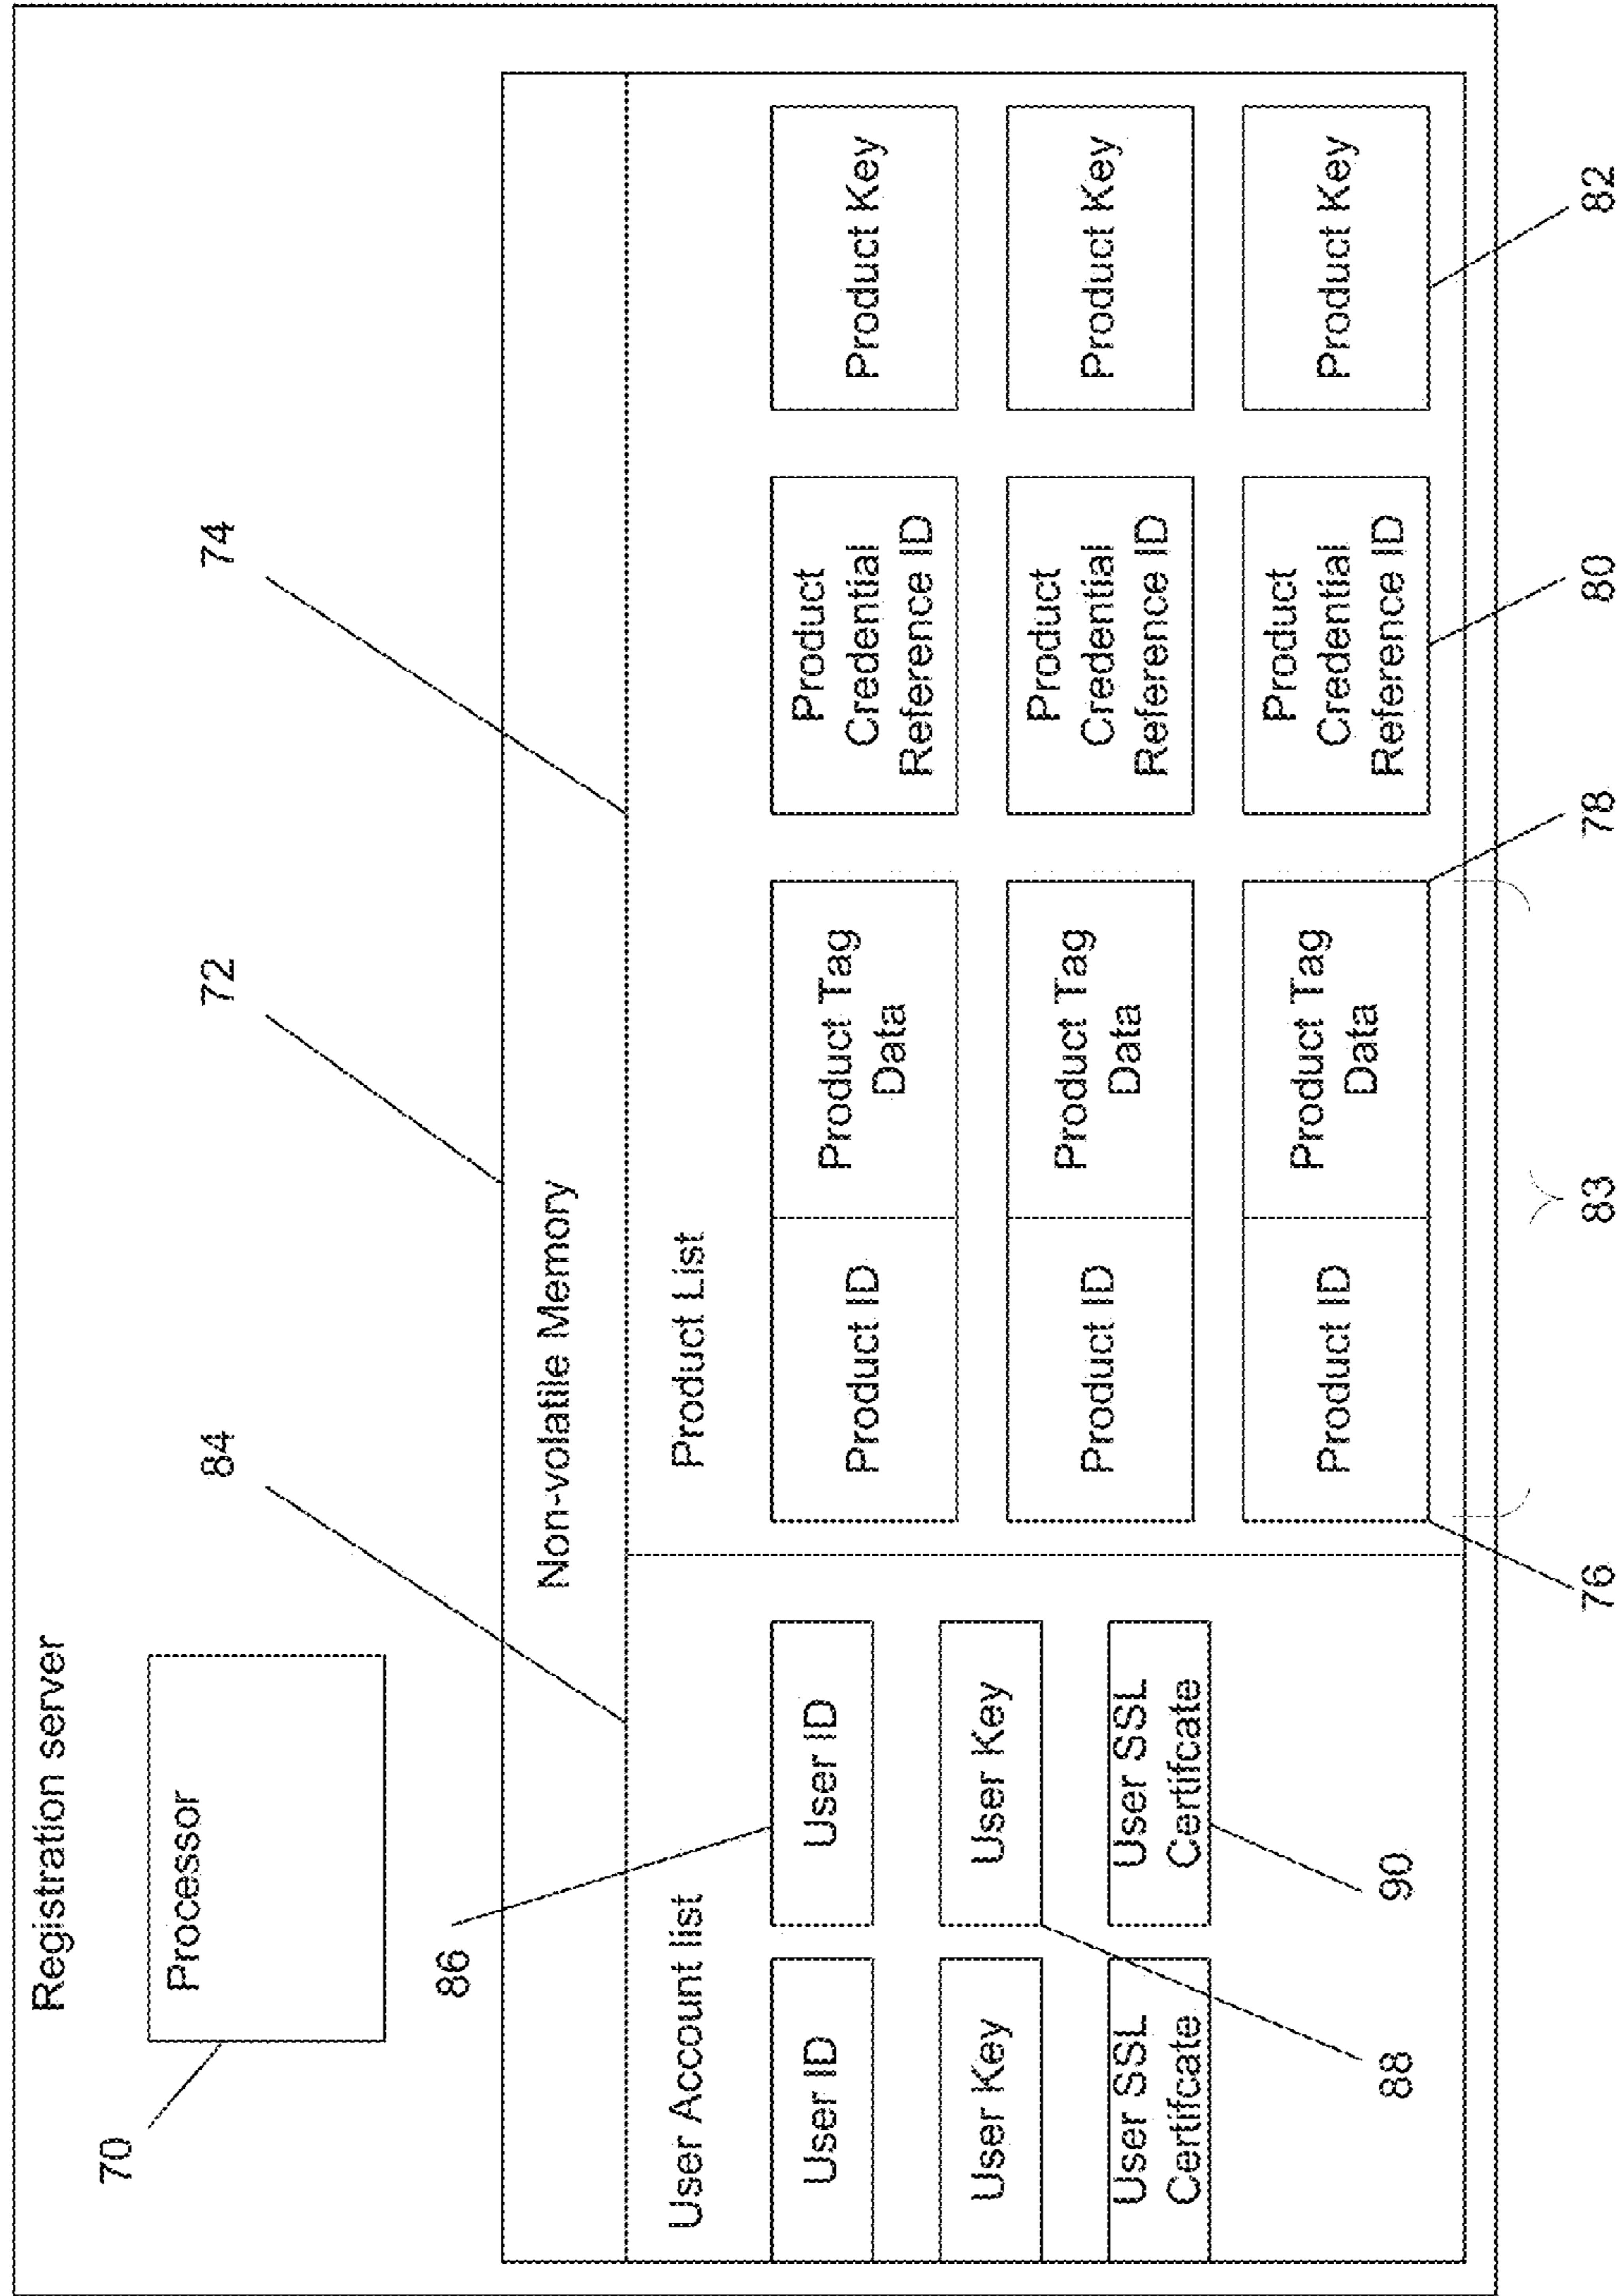 Registration server
70
Processor
84
72
74
86
Non-volatile Memory
User Account list
Product List
User ID
User ID
Product ID
Product Tag
Data
Product
Credential
Reference ID
Product Key
User Key
User Key
Product ID
Product Tag
Data
Product
Credential
Reference ID
Product Key
User SSL
Certifcate
User SSL
Certifcate
Product ID
Product Tag
Data
Product
Credential
Reference ID
Product Key
88
90
76
83
78
80
82